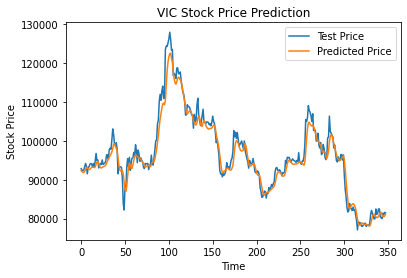 VIC Stock Price Prediction
Test Price
Predicted Price
Stock Price
130000
120000
110000
100000
90000
80000
0
50
100
150
200
250
300
350
Time